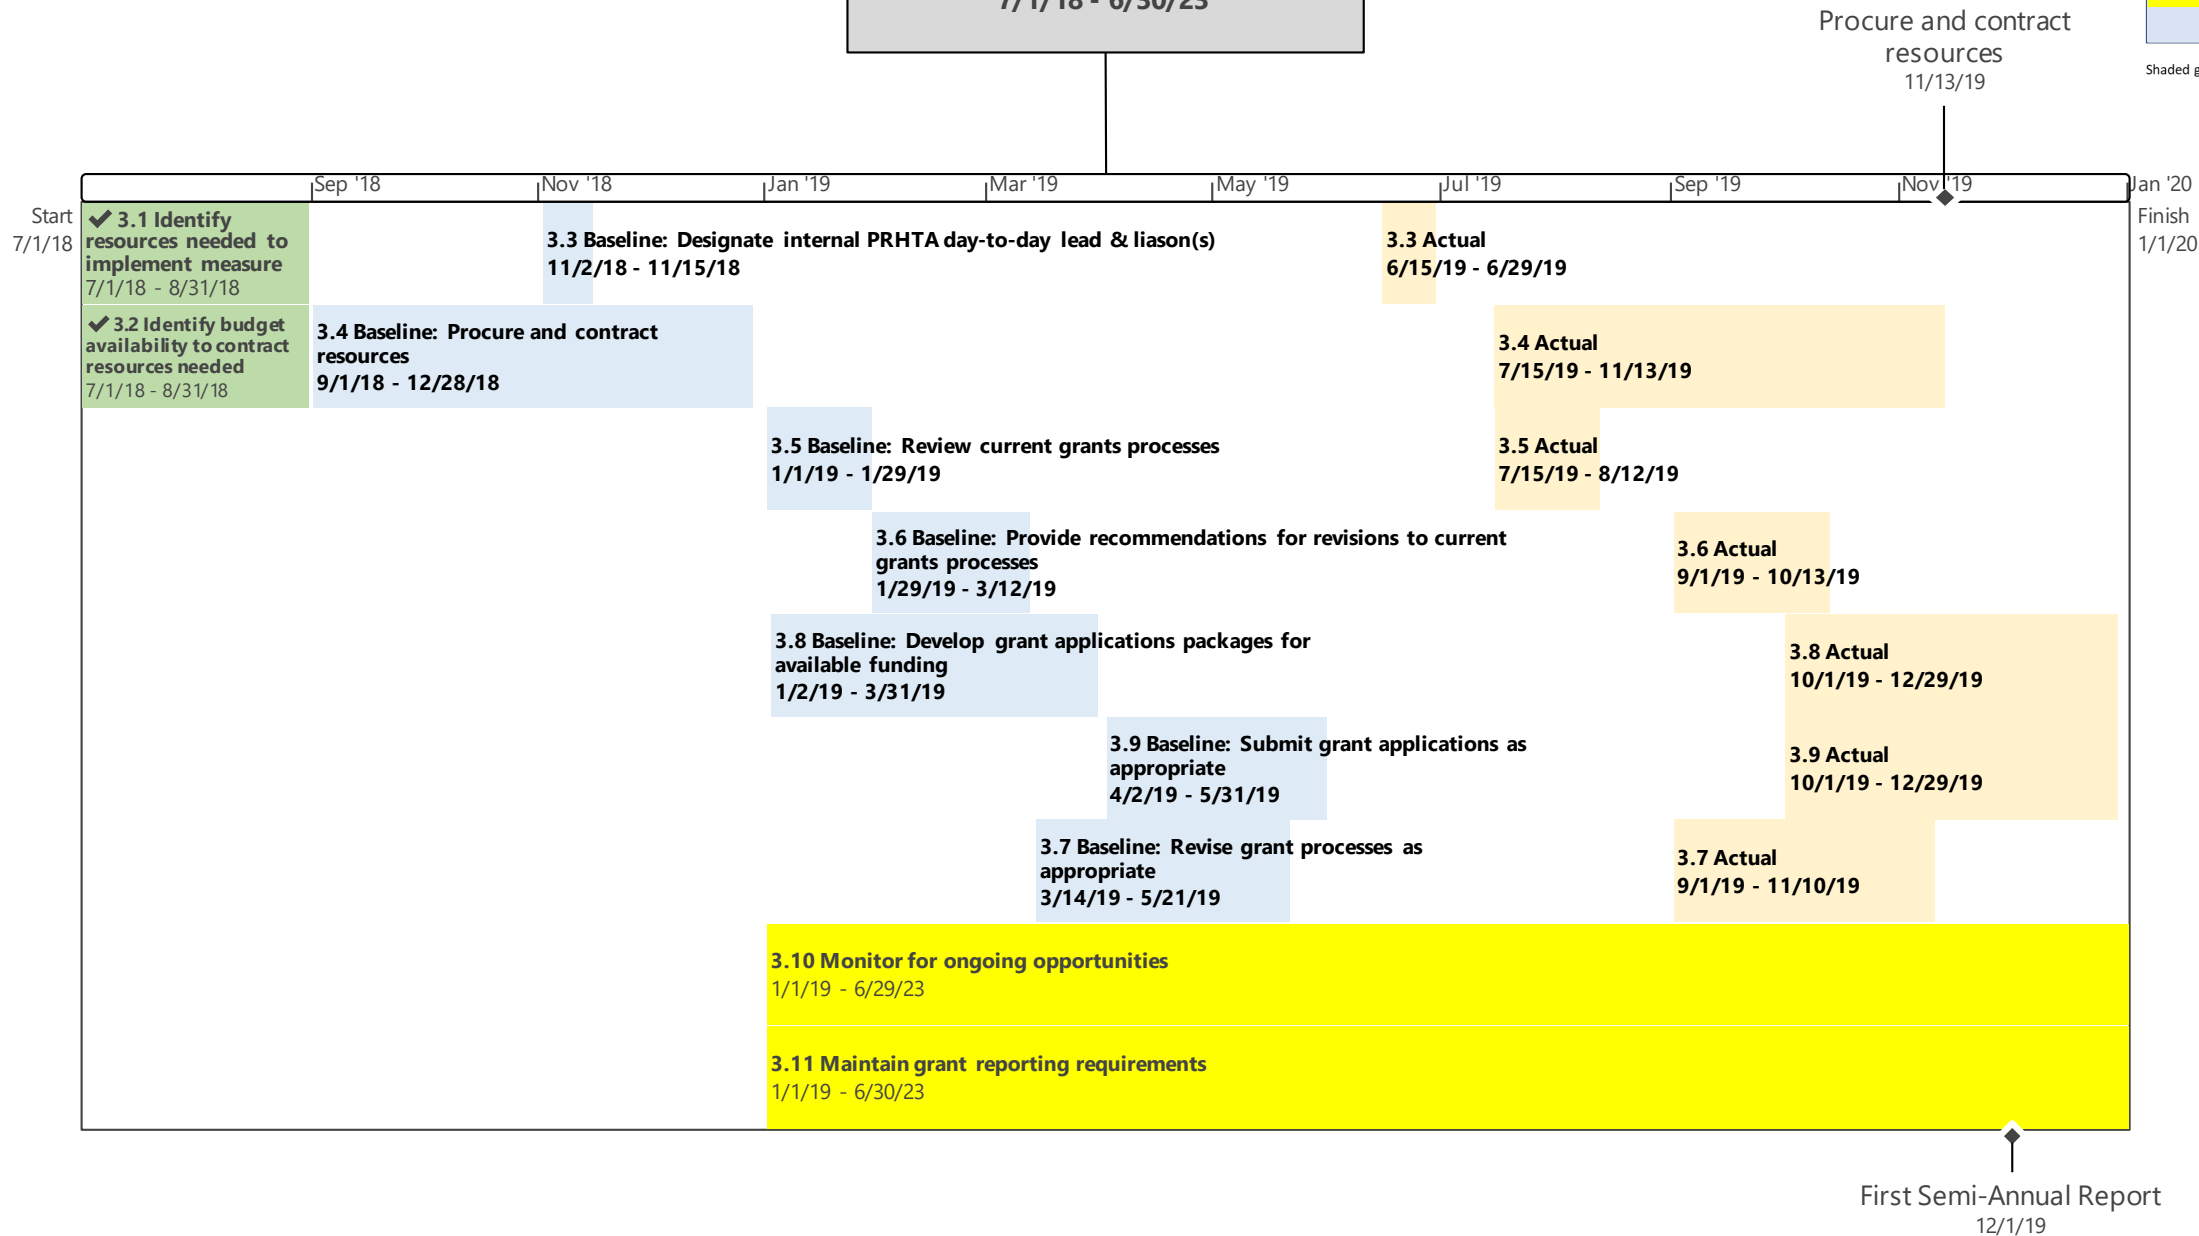 7/1/18 - 6/30/23
Procure and contract
resources
11/13/19
Shaded g
Sep '18
Nov '18
Jan '19
Mar '19
May '19
Jul '19
Sep '19
Nov '19
Jan '20
Start
7/1/18
Finish
1/1/20
✔ 3.1 Identify
resources needed to
implement measure
7/1/18 - 8/31/18
3.3 Baseline: Designate internal PRHTA day-to-day lead & liason(s)
11/2/18 - 11/15/18
3.3 Actual
6/15/19 - 6/29/19
✔ 3.2 Identify budget
availability to contract
resources needed
7/1/18 - 8/31/18
3.4 Baseline: Procure and contract
resources
9/1/18 - 12/28/18
3.4 Actual
7/15/19 - 11/13/19
3.5 Baseline: Review current grants processes
1/1/19 - 1/29/19
3.5 Actual
7/15/19 - 8/12/19
3.6 Baseline: Provide recommendations for revisions to current
grants processes
1/29/19 - 3/12/19
3.6 Actual
9/1/19 - 10/13/19
3.8 Baseline: Develop grant applications packages for
available funding
1/2/19 - 3/31/19
3.8 Actual
10/1/19 - 12/29/19
3.9 Baseline: Submit grant applications as
appropriate
4/2/19 - 5/31/19
3.9 Actual
10/1/19 - 12/29/19
3.7 Baseline: Revise grant processes as
appropriate
3/14/19 - 5/21/19
3.7 Actual
9/1/19 - 11/10/19
3.10 Monitor for ongoing opportunities
1/1/19 - 6/29/23
3.11 Maintain grant reporting requirements
1/1/19 - 6/30/23
First Semi-Annual Report
12/1/19